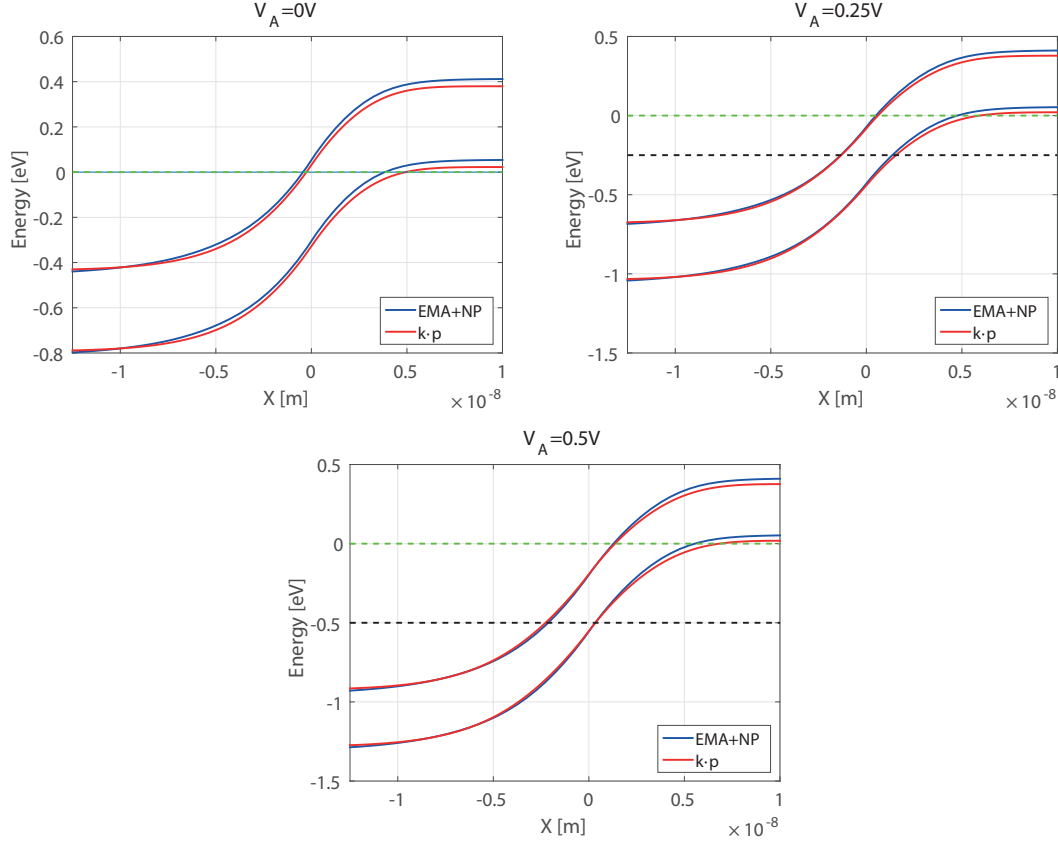 V_A=0V
Energy [eV]
0.6
0.4
0.2
0
-0.2
-0.4
-0.6
-0.8
-1
-0.5
0
0.5
1
X [m]
× 10^-8
EMA+NP
k·p
V_A=0.25V
Energy [eV]
0.5
0
-0.5
-1
-1.5
-1
-0.5
0
0.5
1
X [m]
× 10^-8
EMA+NP
k·p
V_A=0.5V
Energy [eV]
0.5
0
-0.5
-1
-1.5
-1
-0.5
0
0.5
1
X [m]
× 10^-8
EMA+NP
k·p